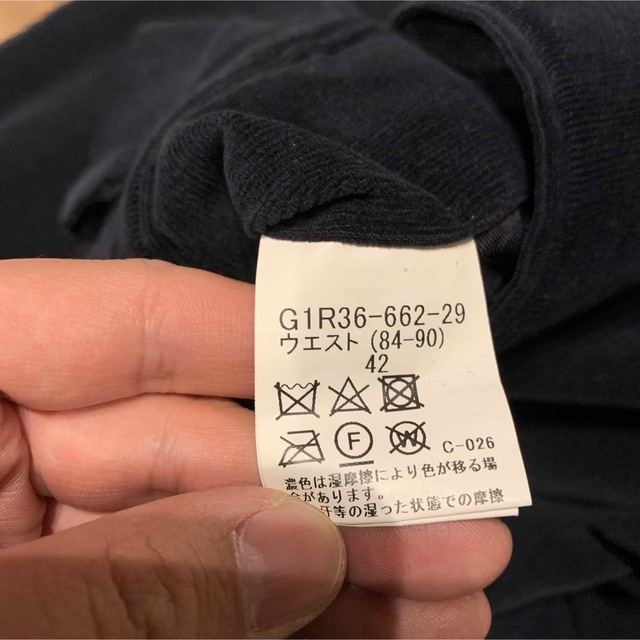 G1R36-662-29
ウエスト(84-90)
42
F W C-026
濃色は湿摩擦により色が移る場
合があります。
汗等の湿った状態での摩擦